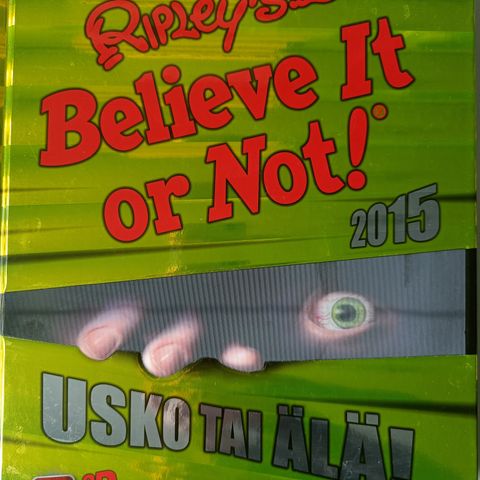 RIPLEY'S
Believe It
or Not!®
2015
USKO TAI ÄLÄ!